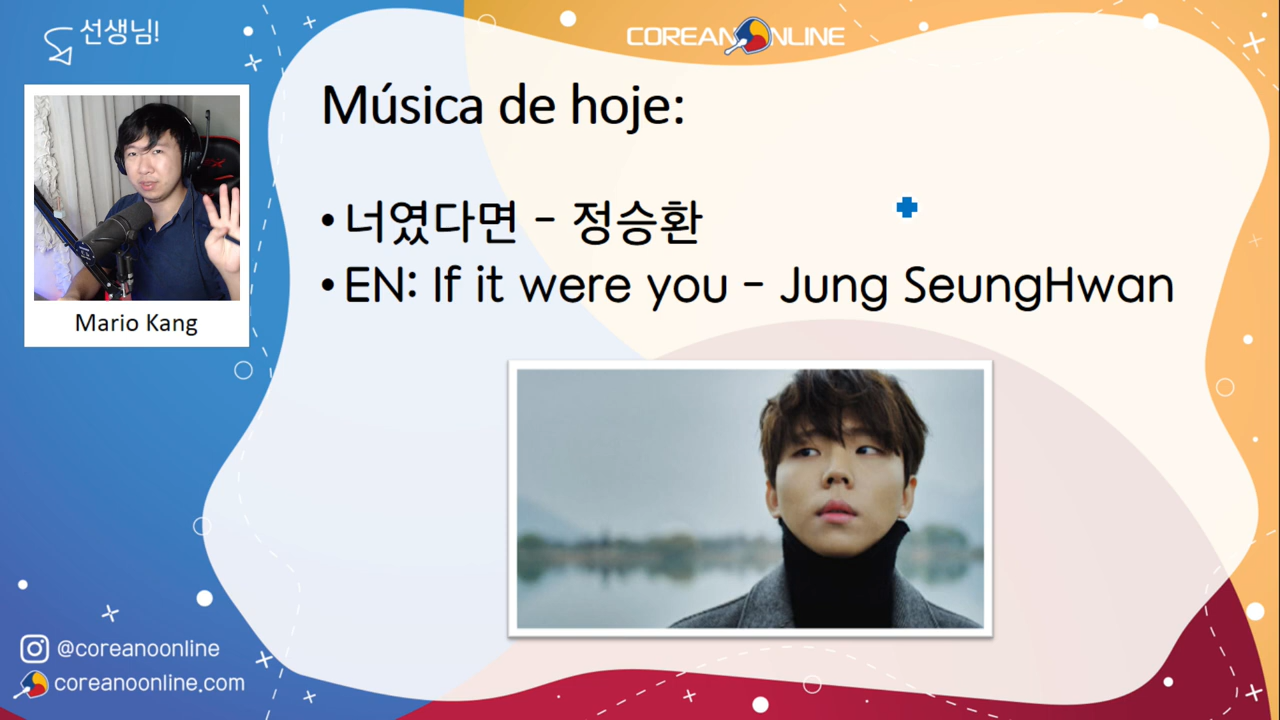 선생님!
COREANONLINE
Mario Kang
Música de hoje:
• 너였다면 - 정승환
• EN: If it were you - Jung SeungHwan
@coreanoonline
coreanoonline.com